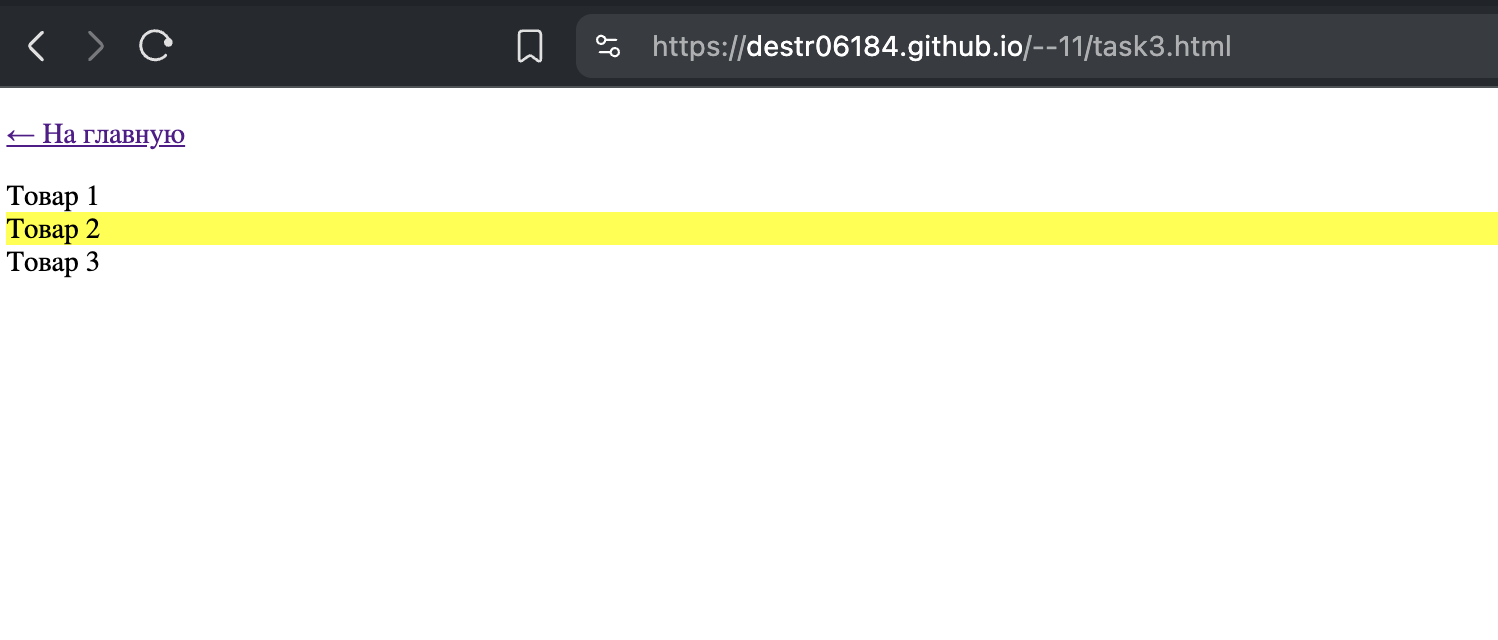 https://destr06184.github.io/--11/task3.html
← На главную
Товар 1
Товар 2
Товар 3